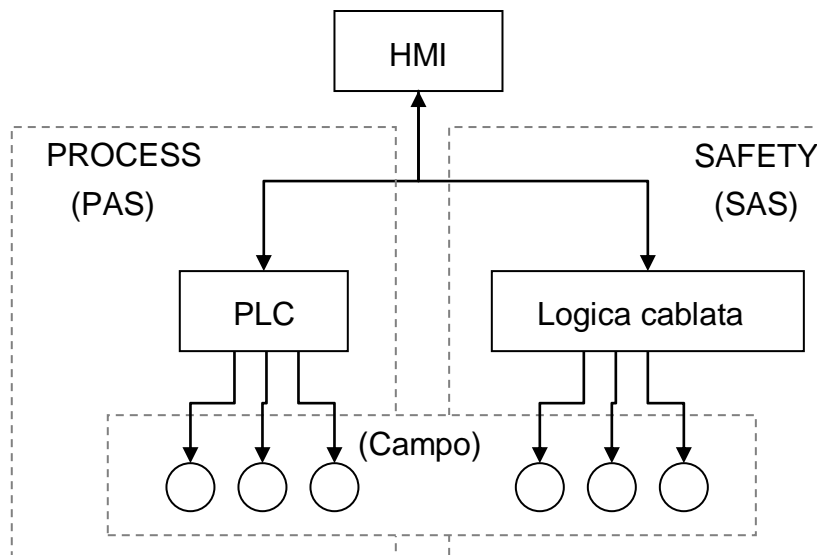 HMI
PROCESS
(PAS)
SAFETY
(SAS)
PLC
Logica cablata
(Campo)